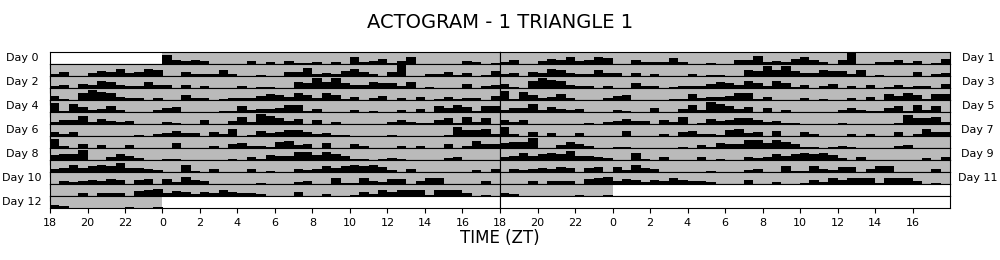 ACTOGRAM - 1 TRIANGLE 1
Day 0
Day 1
Day 2
Day 3
Day 4
Day 5
Day 6
Day 7
Day 8
Day 9
Day 10
Day 11
Day 12
18 20 22 0 2 4 6 8 10 12 14 16 18 20 22 0 2 4 6 8 10 12 14 16
TIME (ZT)